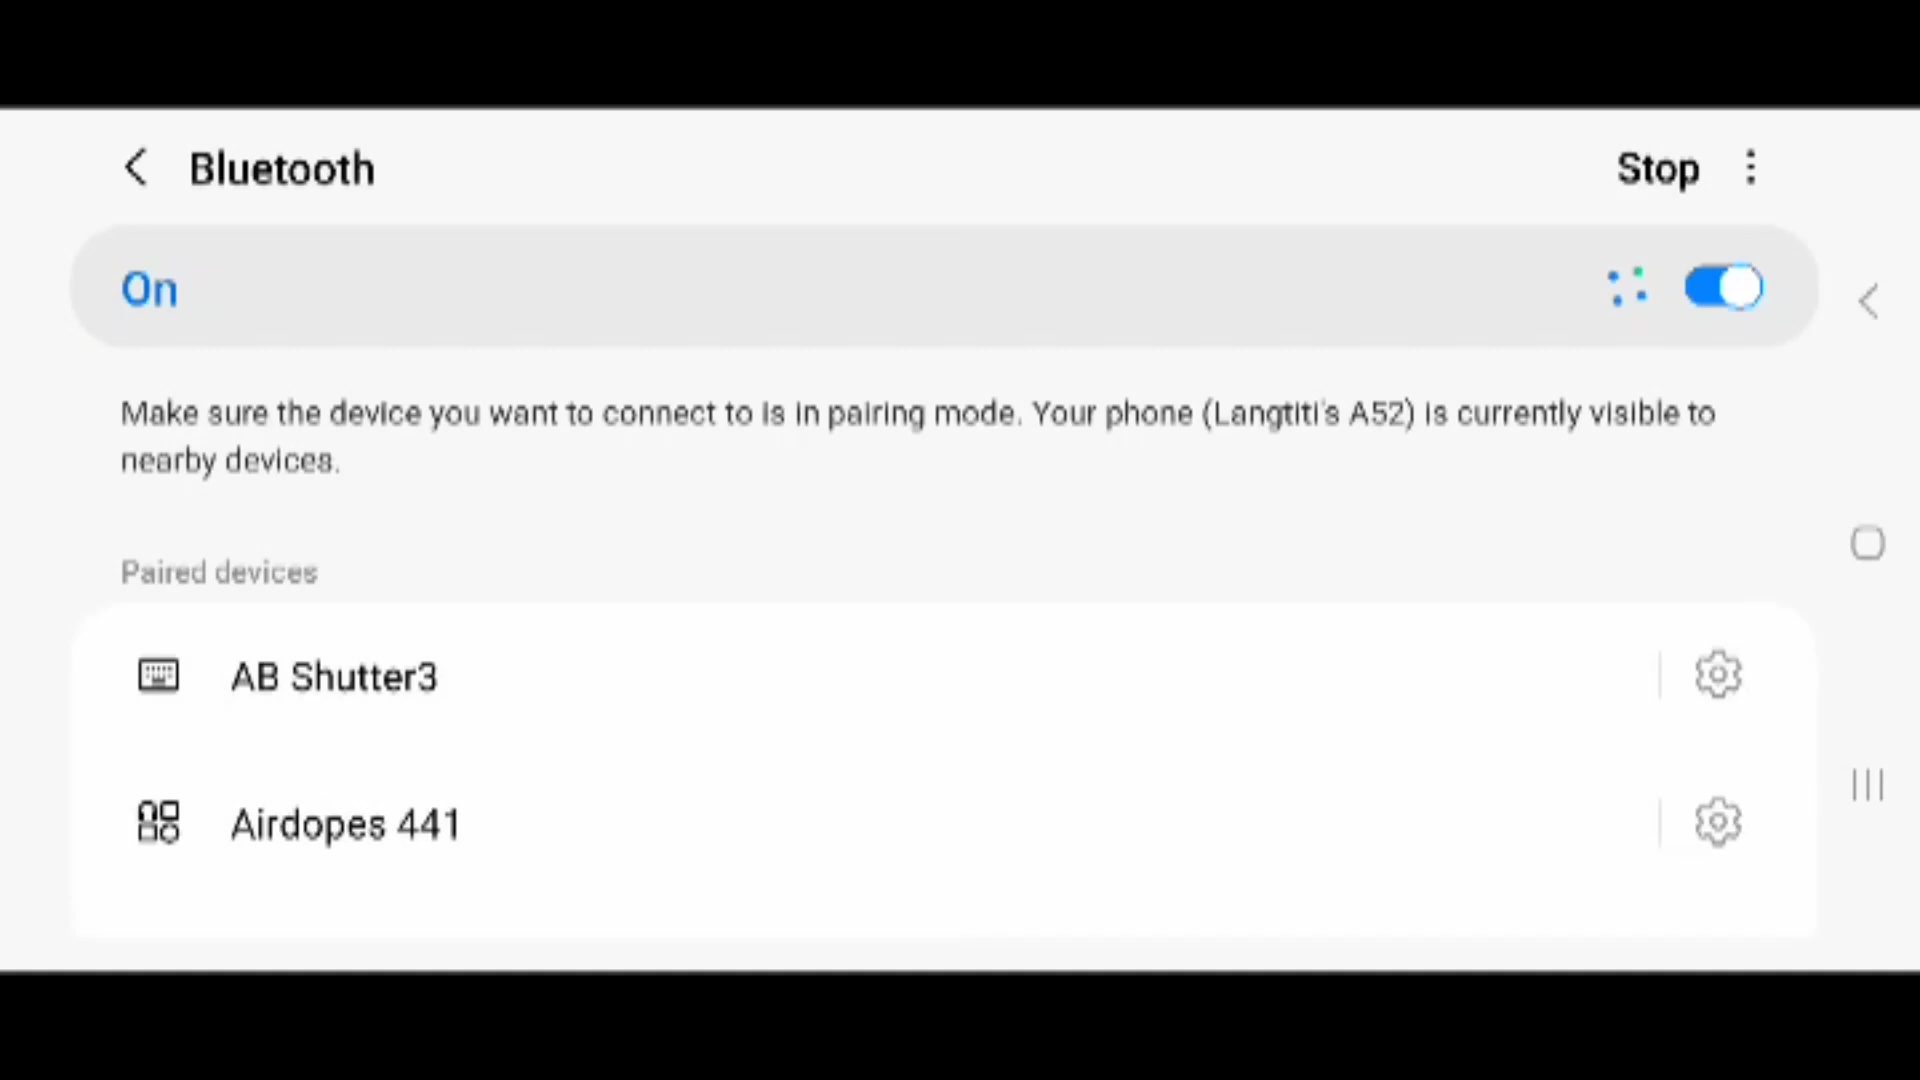 Bluetooth
Stop
On
Make sure the device you want to connect to is in pairing mode. Your phone (Langtiti's A52) is currently visible to
nearby devices.
Paired devices
AB Shutter3
Airdopes 441